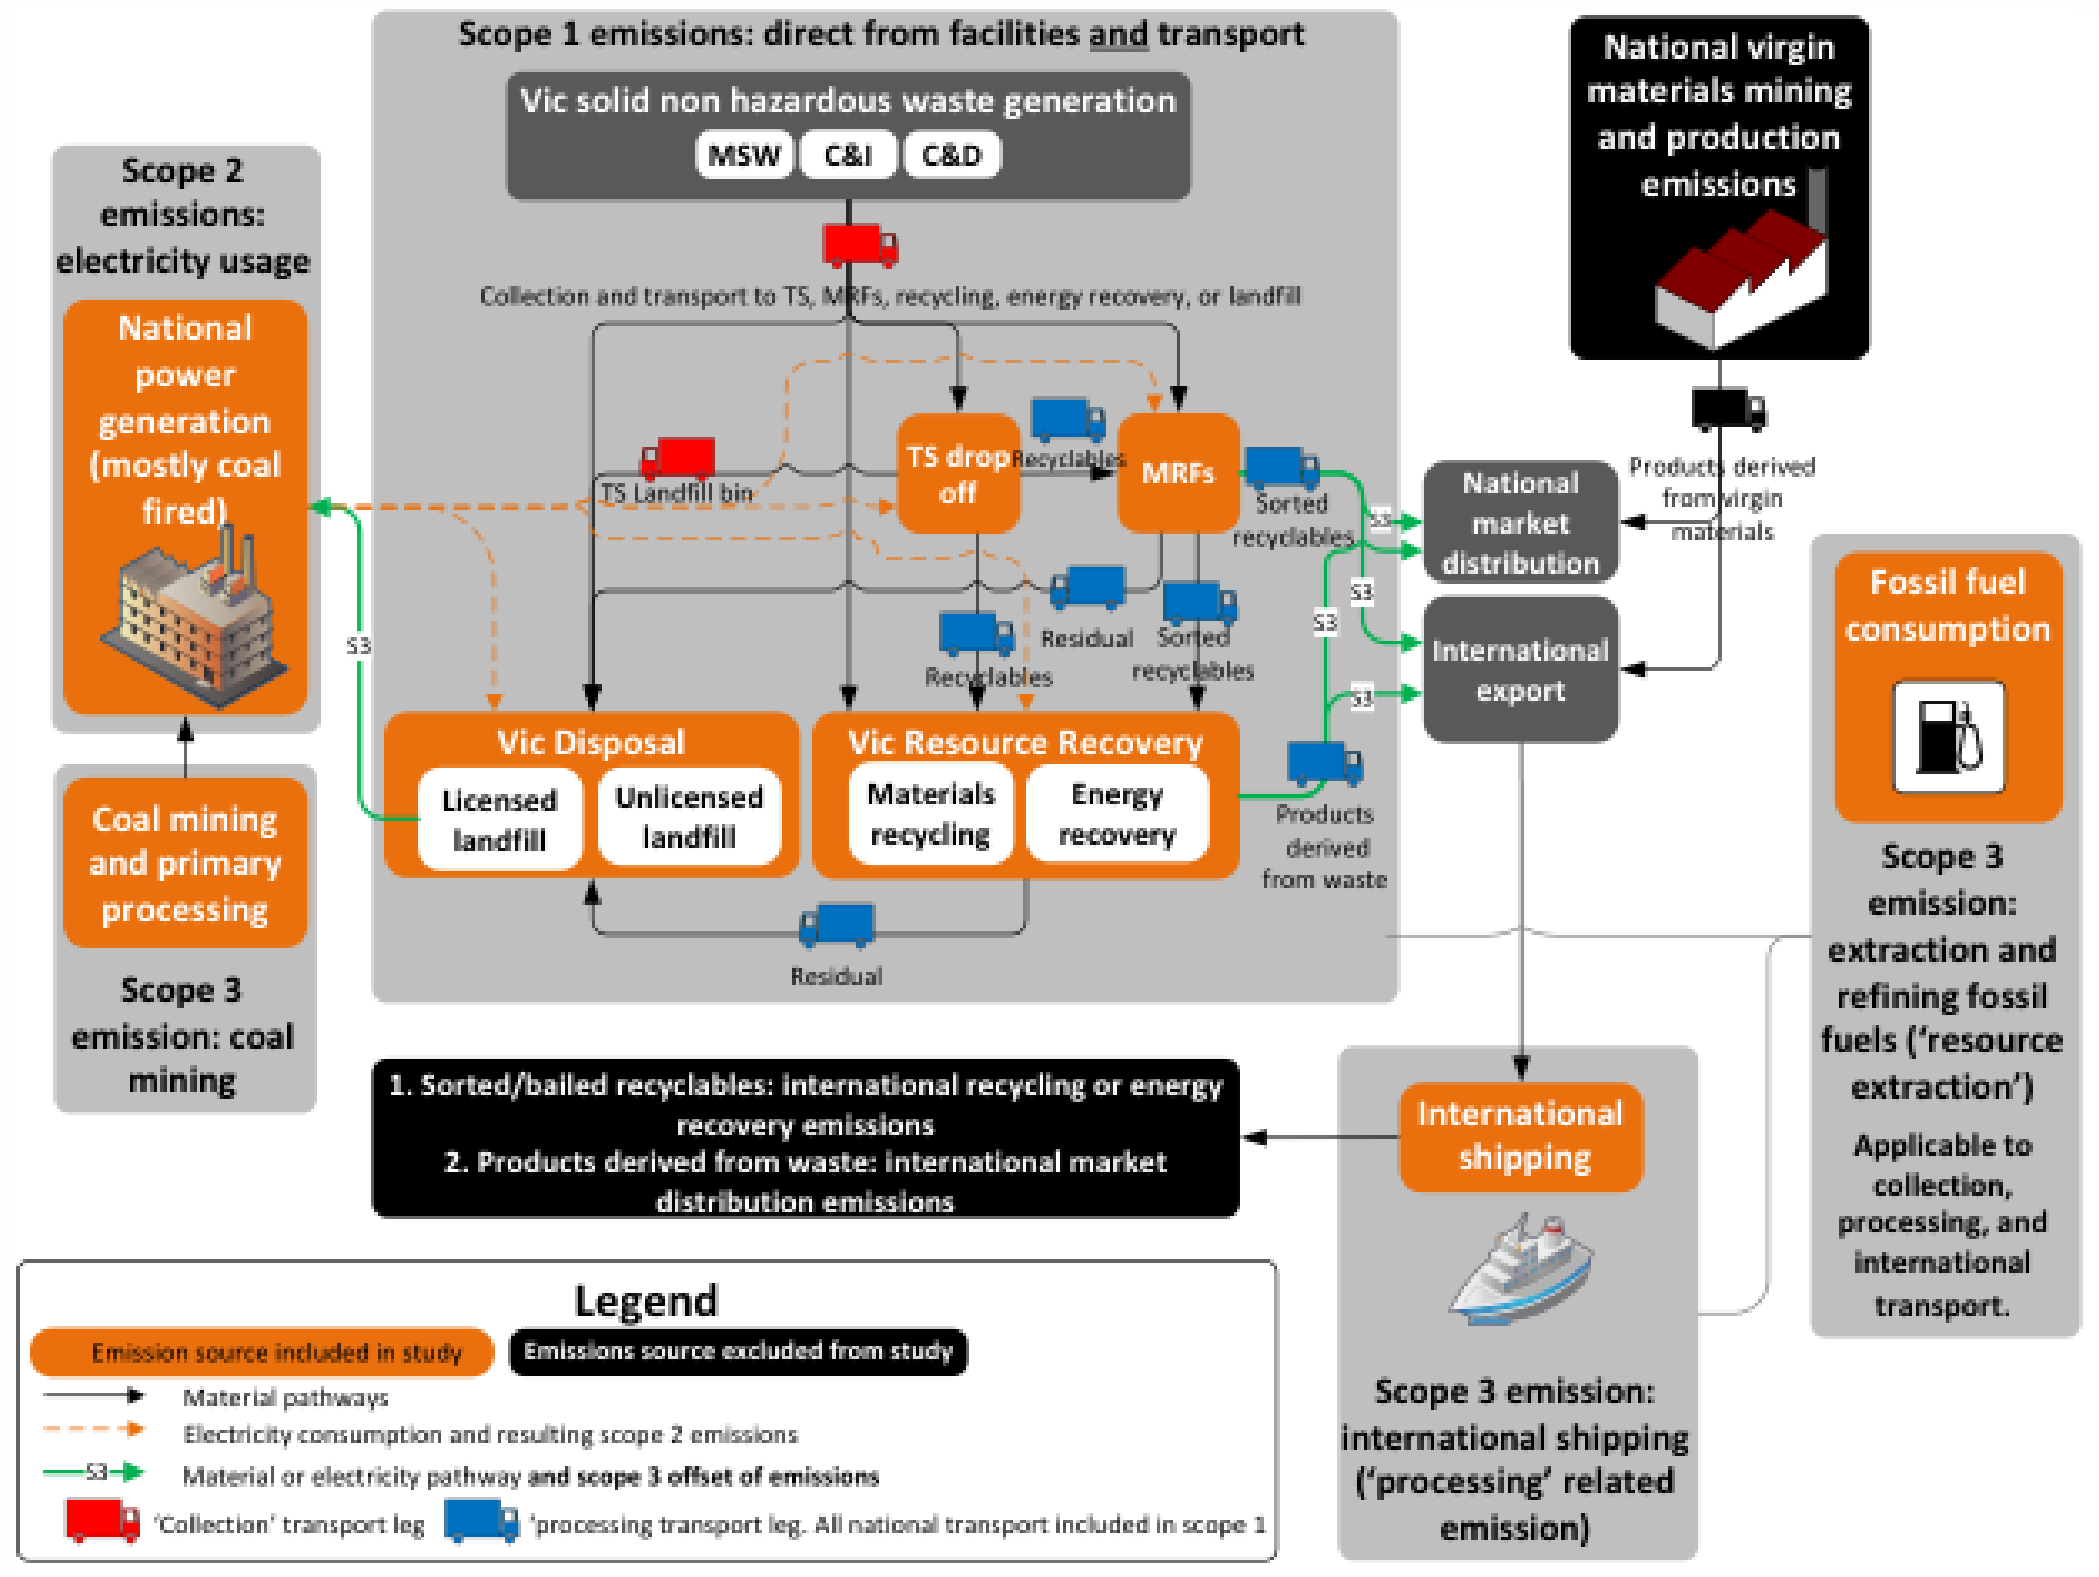 Scope 1 emissions: direct from facilities and transport
Vic solid non hazardous waste generation
MSW
C&I
C&D
Collection and transport to TS, MRFs, recycling, energy recovery, or landfill
National virgin
materials mining
and production
emissions
Scope 2
emissions:
electricity usage
National
power
generation
(mostly coal
fired)
S3
Coal mining
and primary
processing
Scope 3
emission: coal
mining
TS Landfill bin
TS drop
off
Recyclables
MRFs
Sorted
recyclables
Residual
Sorted
recyclables
Recyclables
S3
S3
S3
S3
National
market
distribution
Products derived
from virgin
materials
International
export
Vic Disposal
Licensed
landfill
Unlicensed
landfill
Vic Resource Recovery
Materials
recycling
Energy
recovery
Products
derived
from waste
Residual
Fossil fuel
consumption
Scope 3
emission:
extraction and
refining fossil
fuels (‘resource
extraction’)
Applicable to
collection,
processing, and
international
transport.
1. Sorted/bailed recyclables: international recycling or energy
recovery emissions
2. Products derived from waste: international market
distribution emissions
International
shipping
Scope 3 emission:
international shipping
(‘processing’ related
emission)
Legend
Emission source included in study
Emissions source excluded from study
Material pathways
Electricity consumption and resulting scope 2 emissions
S3
Material or electricity pathway and scope 3 offset of emissions
‘Collection’ transport leg
‘processing transport leg. All national transport included in scope 1